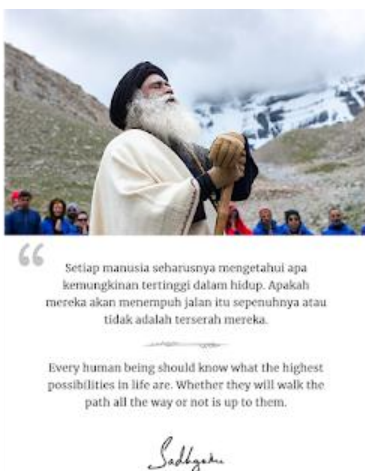 Setiap manusia seharusnya mengetahui apa
kemungkinan tertinggi dalam hidup. Apakah
mereka akan menempuh jalan itu sepenuhnya atau
tidak adalah terserah mereka.
Every human being should know what the highest
possibilities in life are. Whether they will walk the
path all the way or not is up to them.
Sadhguru